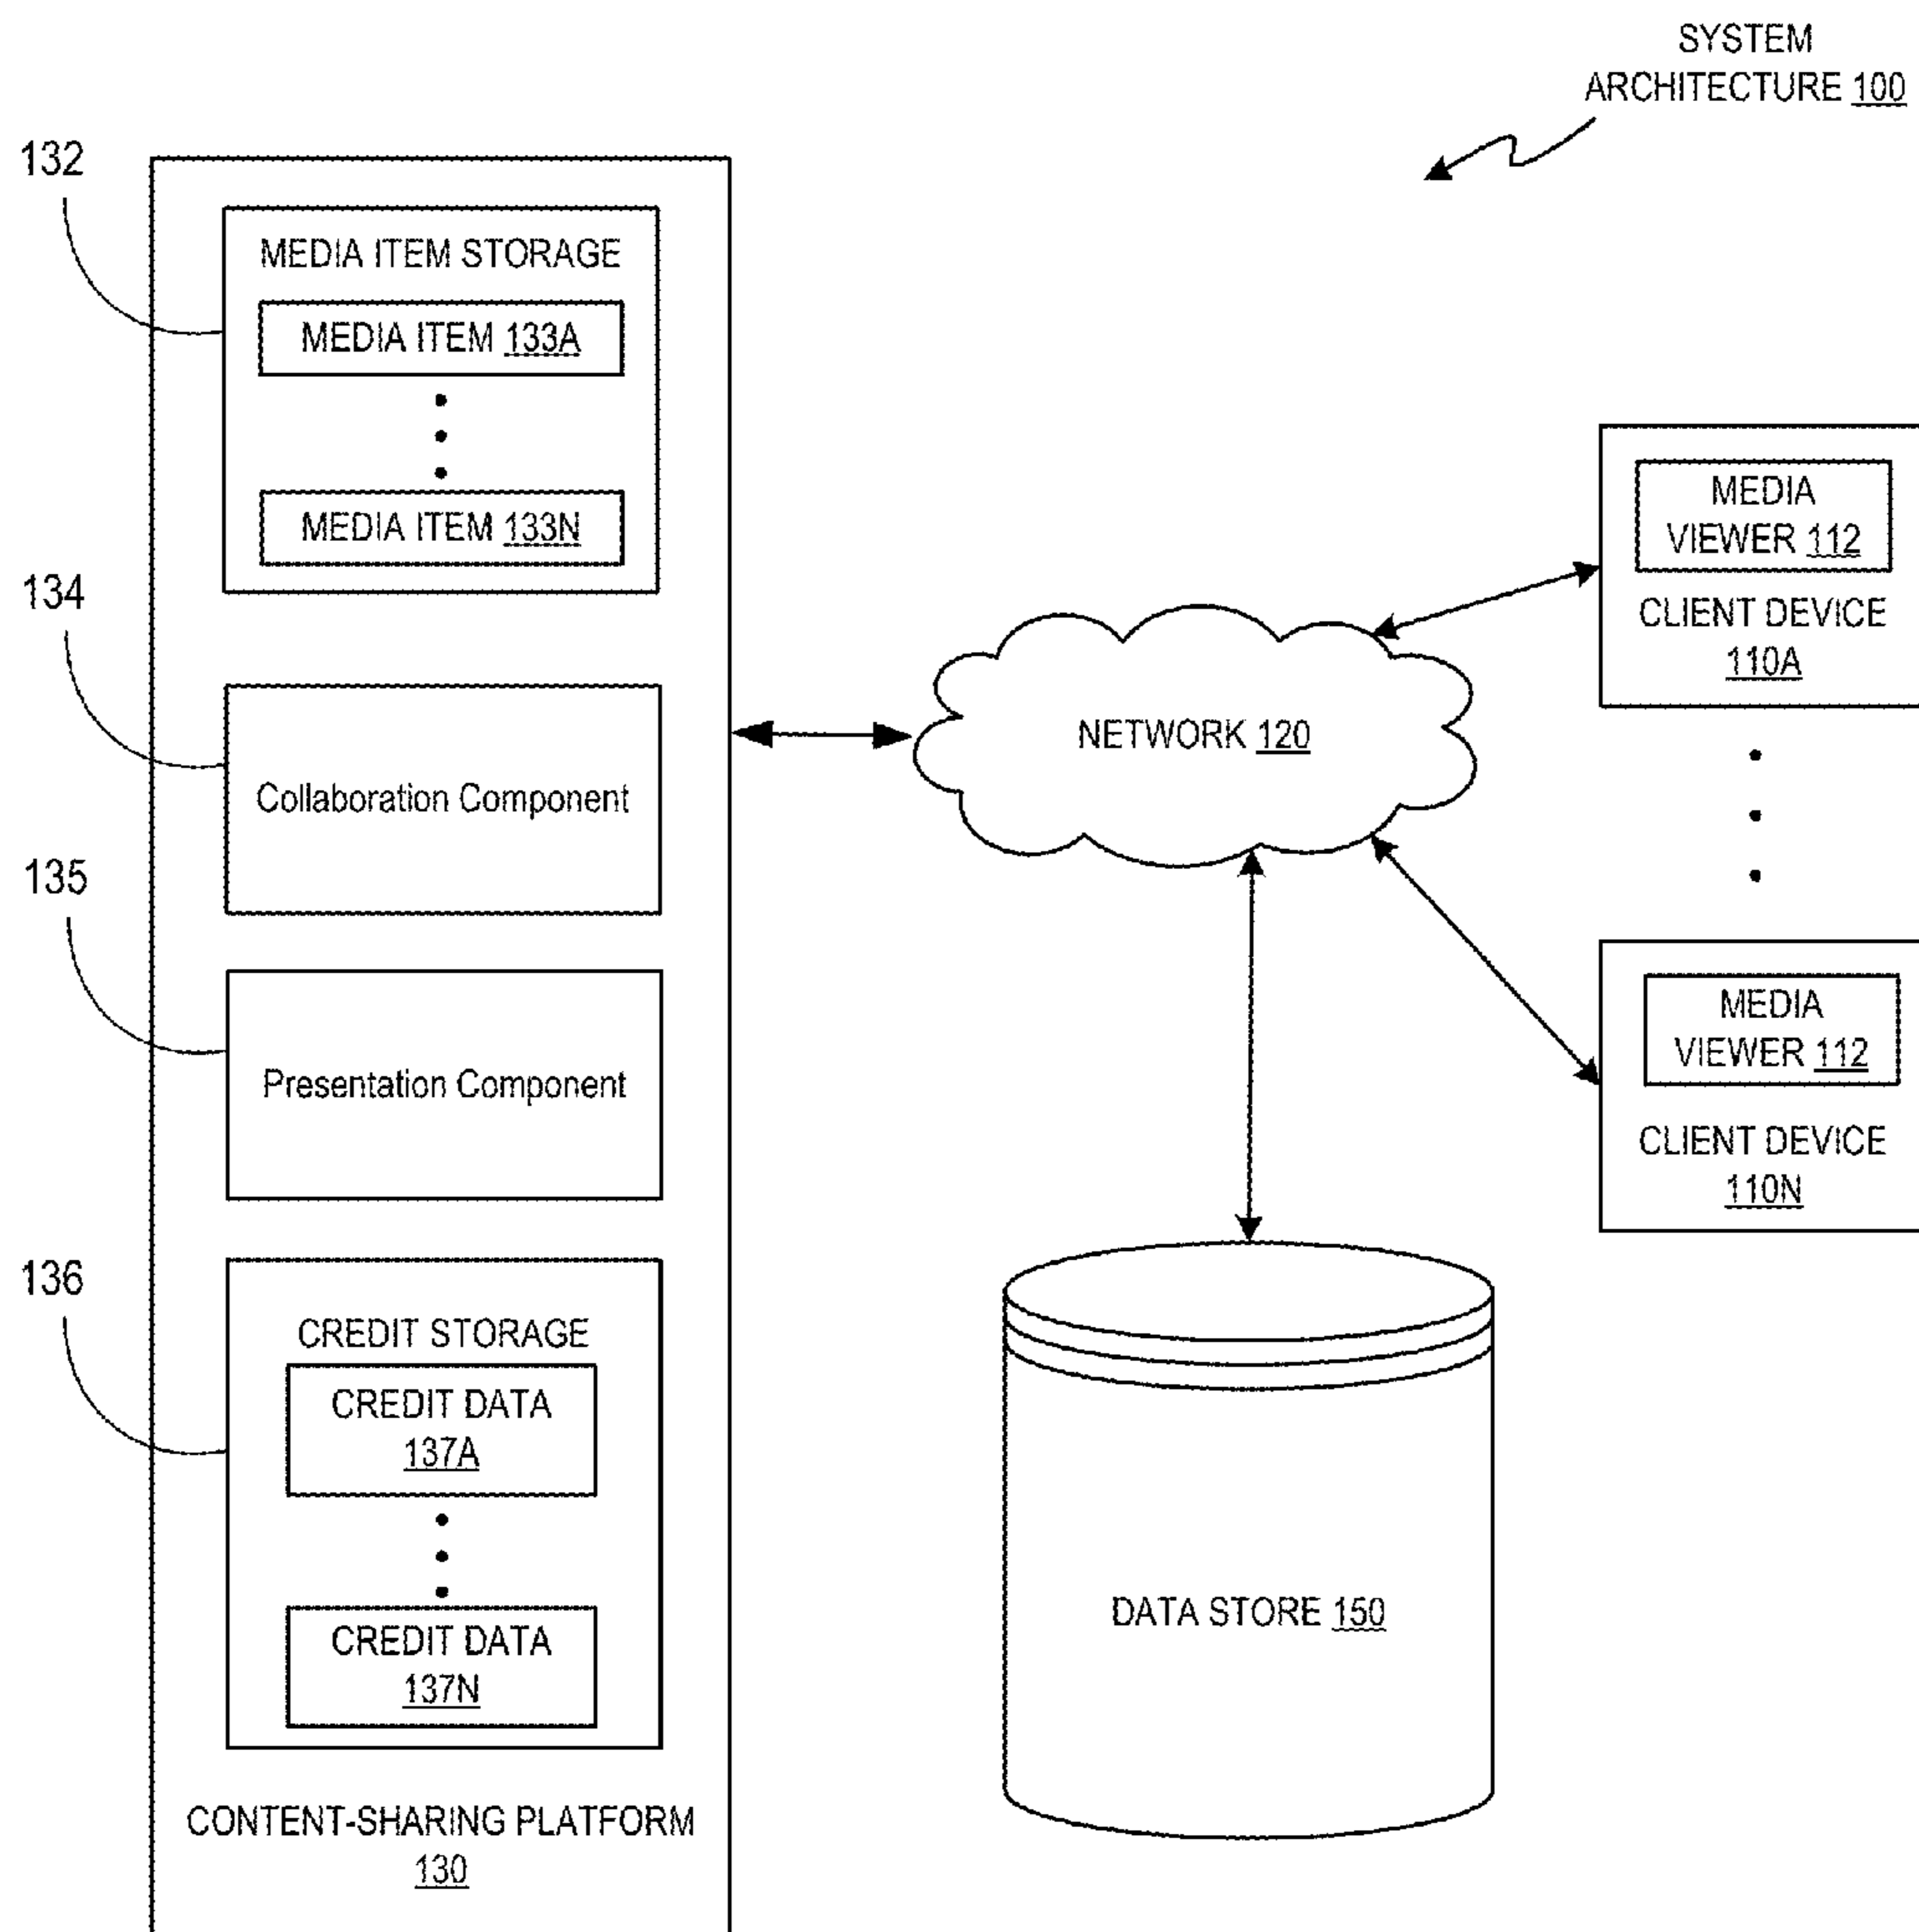 SYSTEM
ARCHITECTURE 100
132
MEDIA ITEM STORAGE
MEDIA ITEM 133A
MEDIA ITEM 133N
134
Collaboration Component
135
Presentation Component
136
CREDIT STORAGE
CREDIT DATA
137A
CREDIT DATA
137N
CONTENT-SHARING PLATFORM
130
NETWORK 120
MEDIA
VIEWER 112
CLIENT DEVICE
110A
MEDIA
VIEWER 112
CLIENT DEVICE
110N
DATA STORE 150